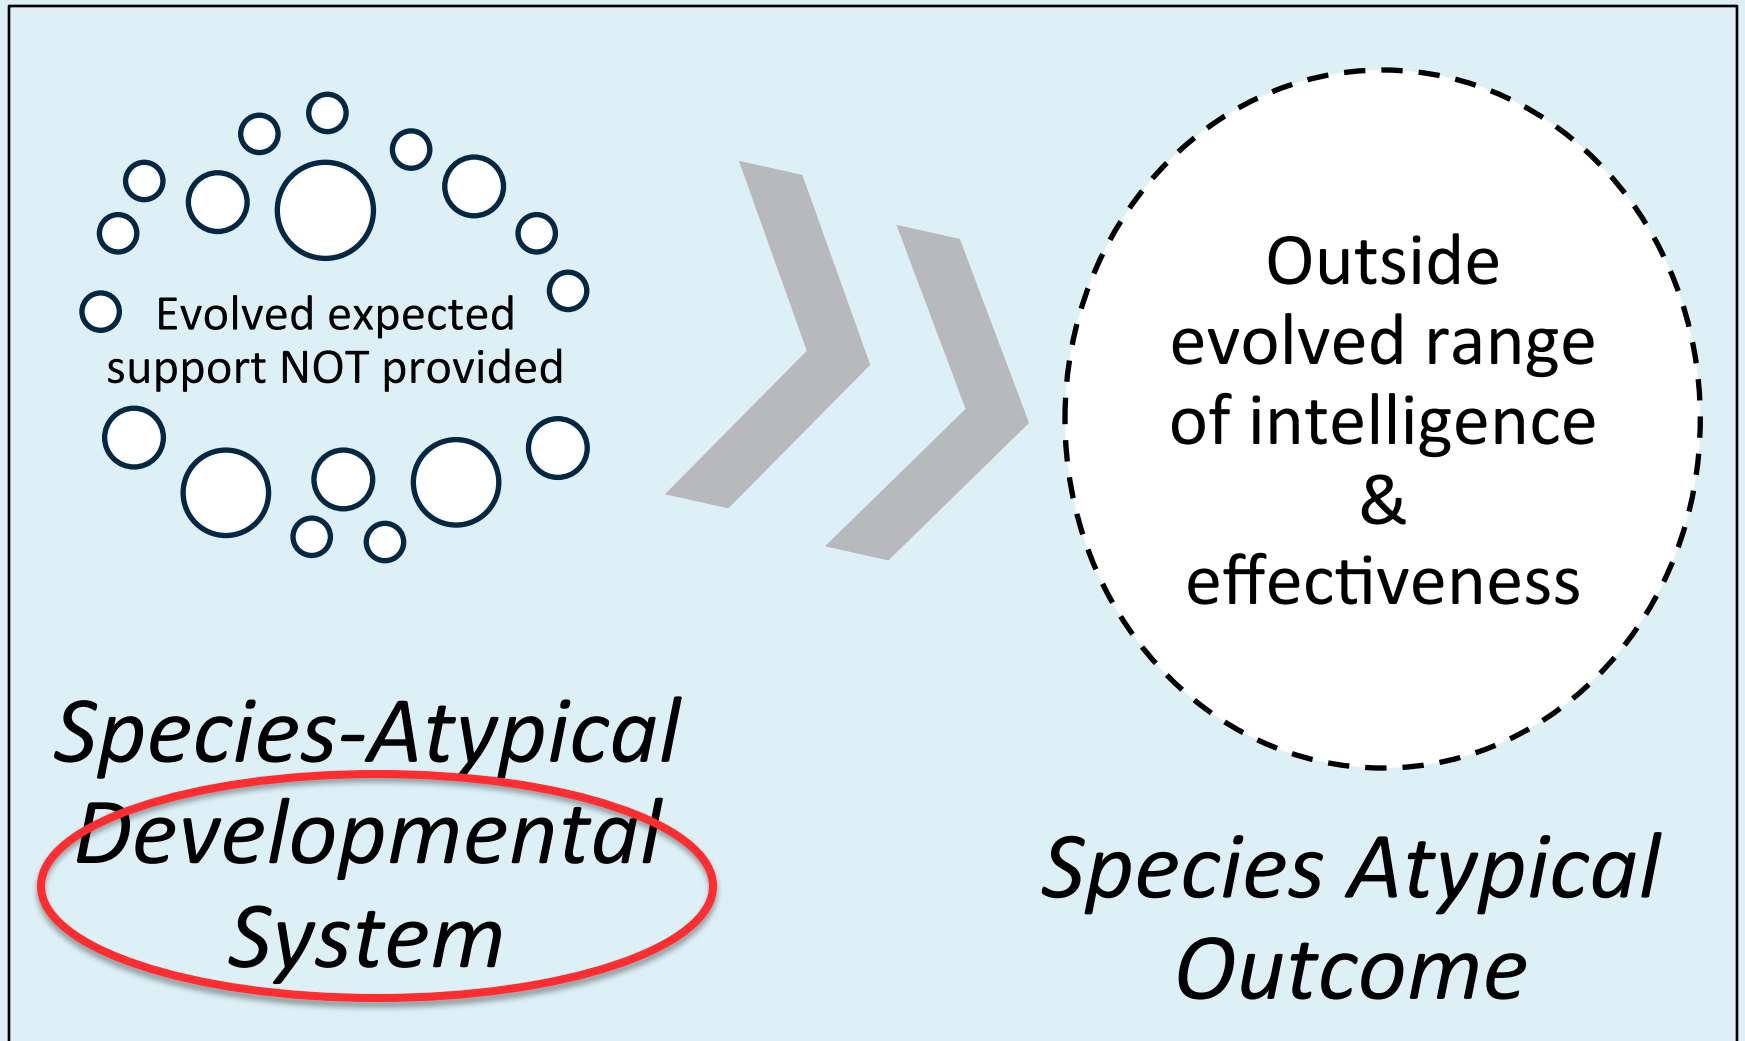 Evolved expected
support NOT provided
Outside
evolved range
of intelligence
&
effectiveness
Species-Atypical
Developmental
System
Species Atypical
Outcome